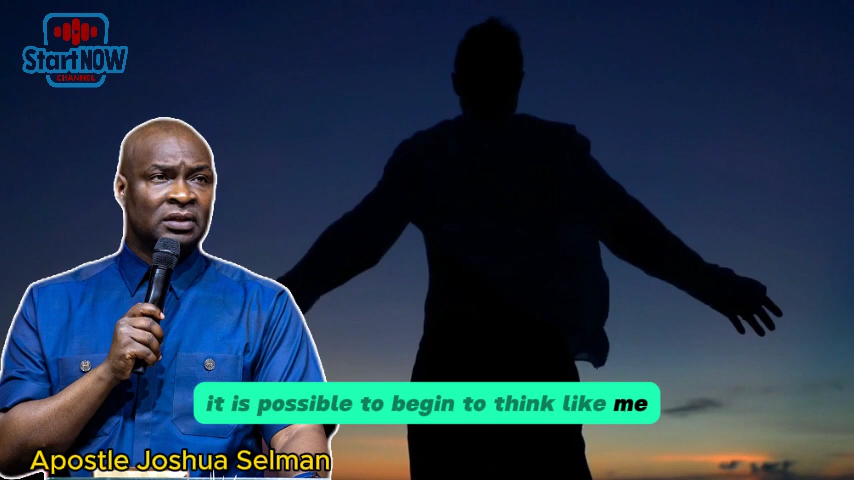 StartNOW
CHANNEL
it is possible to begin to think like me
Apostle Joshua Selman